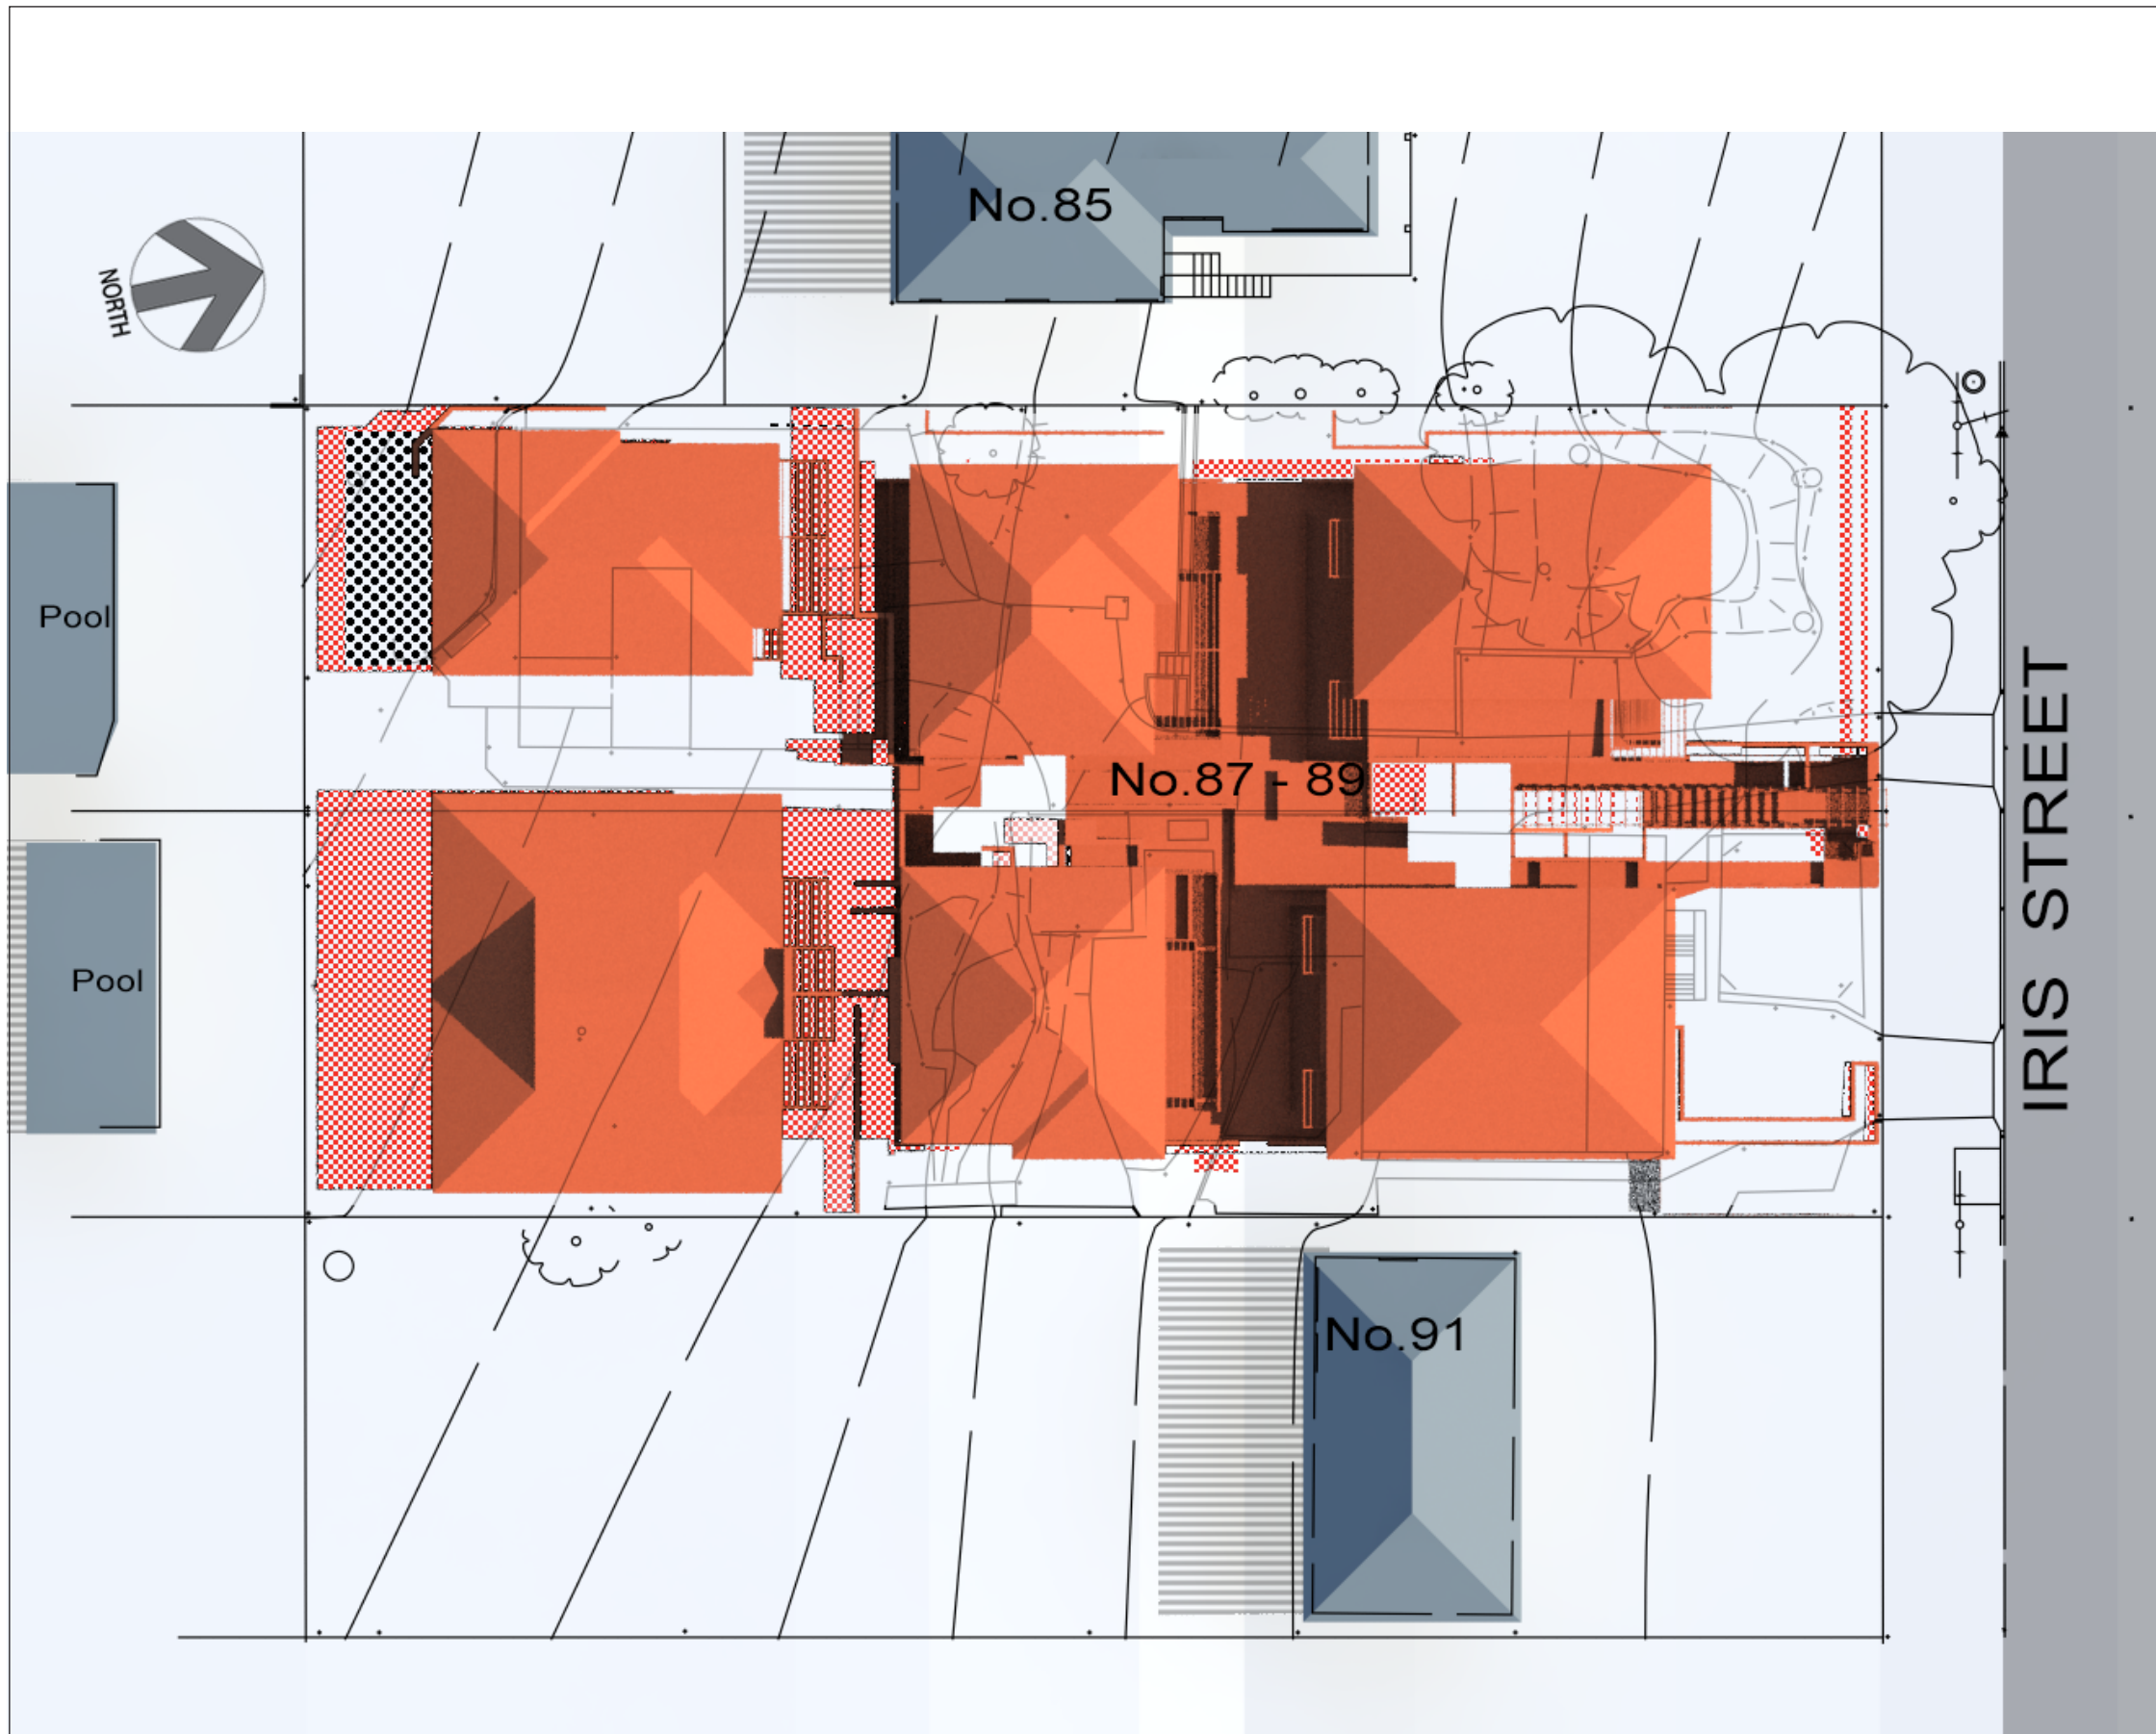 No.85
NORTH
Pool
No.87 - 89
IRIS STREET
Pool
No.91